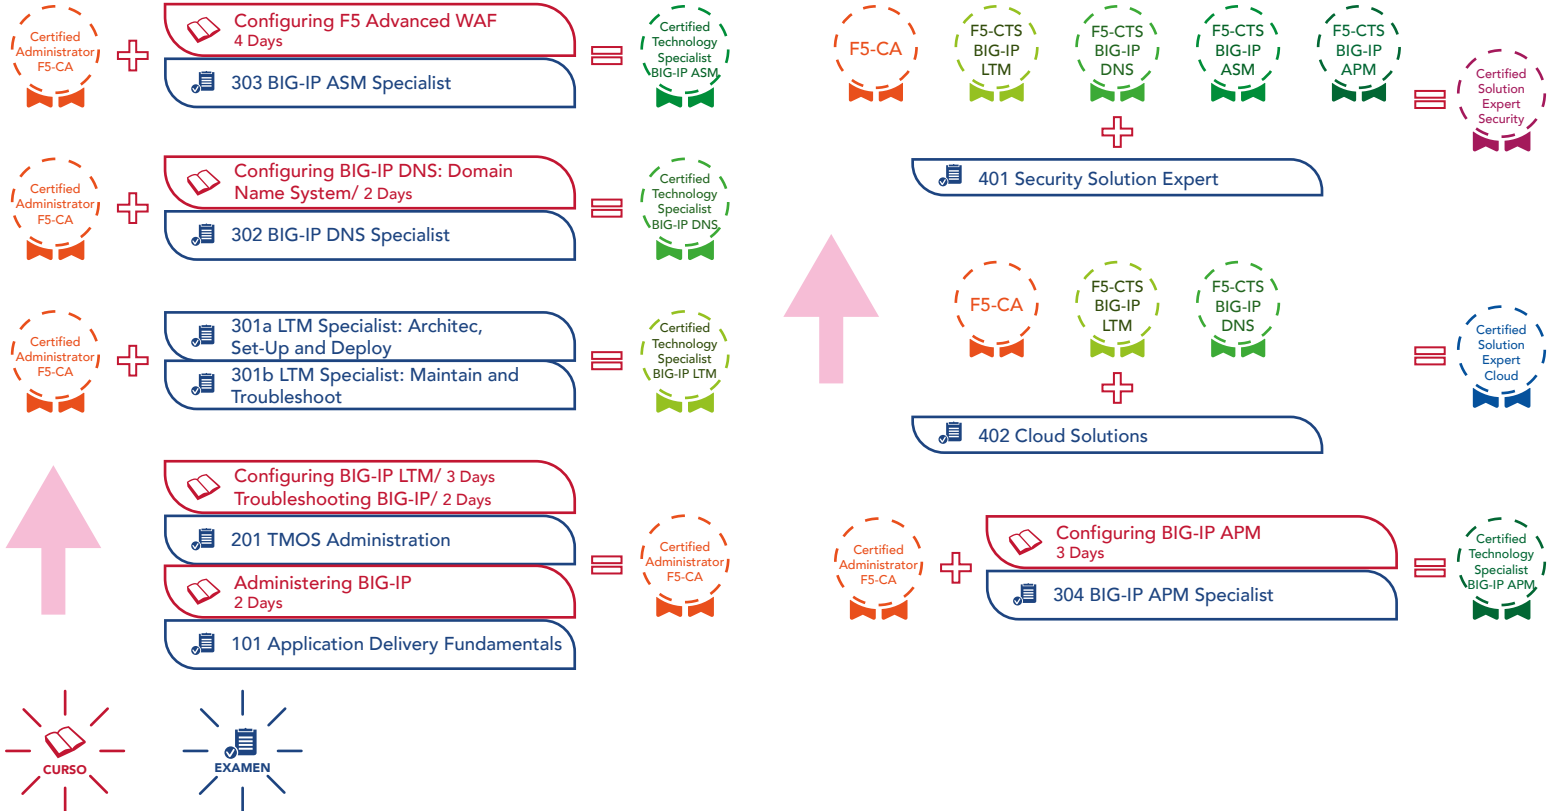 Certified
Administrator
F5-CA
Configuring F5 Advanced WAF
4 Days
303 BIG-IP ASM Specialist
Certified
Technology
Specialist
BIG-IP ASM
Certified
Administrator
F5-CA
Configuring BIG-IP DNS: Domain
Name System/ 2 Days
302 BIG-IP DNS Specialist
Certified
Technology
Specialist
BIG-IP DNS
Certified
Administrator
F5-CA
301a LTM Specialist: Architec,
Set-Up and Deploy
301b LTM Specialist: Maintain and
Troubleshoot
Certified
Technology
Specialist
BIG-IP LTM
Configuring BIG-IP LTM/ 3 Days
Troubleshooting BIG-IP/ 2 Days
201 TMOS Administration
Administering BIG-IP
2 Days
101 Application Delivery Fundamentals
Certified
Administrator
F5-CA
CURSO
EXAMEN
F5-CA
F5-CTS
BIG-IP
LTM
F5-CTS
BIG-IP
DNS
F5-CTS
BIG-IP
ASM
F5-CTS
BIG-IP
APM
401 Security Solution Expert
Certified
Solution
Expert
Security
F5-CA
F5-CTS
BIG-IP
LTM
F5-CTS
BIG-IP
DNS
402 Cloud Solutions
Certified
Solution
Expert
Cloud
Certified
Administrator
F5-CA
Configuring BIG-IP APM
3 Days
304 BIG-IP APM Specialist
Certified
Technology
Specialist
BIG-IP APM